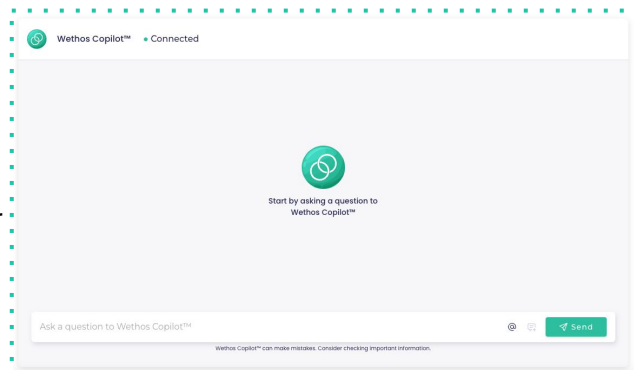 Wethos Copilot™ • Connected
Start by asking a question to
Wethos Copilot™
Ask a question to Wethos Copilot™ @ Send
Wethos Copilot™ can make mistakes. Consider checking important information.